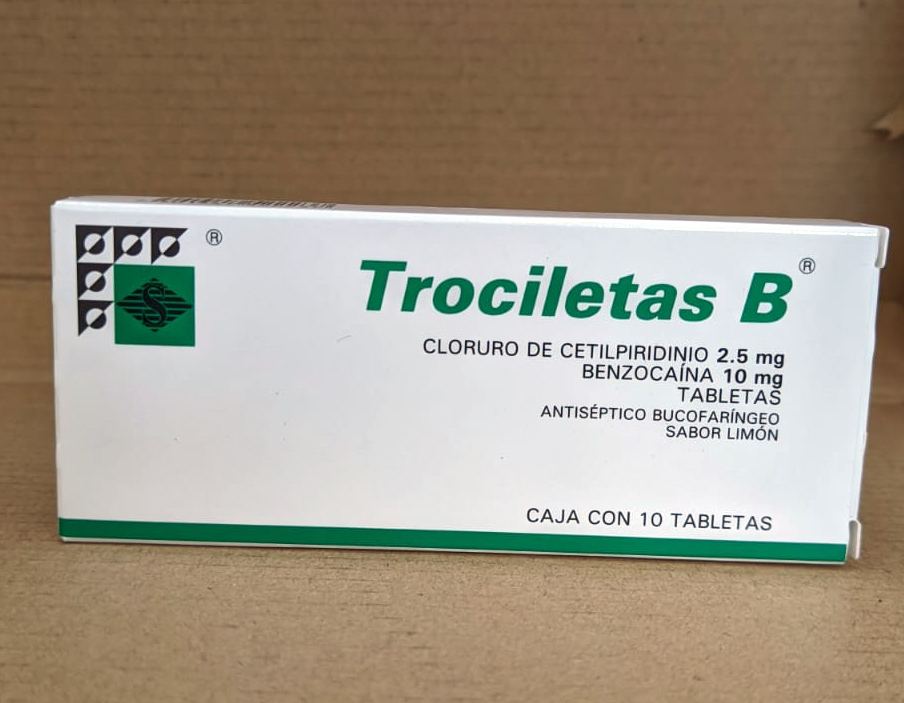 ®
Trociletas B®
CLORURO DE CETILPIRIDINIO 2.5 mg
BENZOCAÍNA 10 mg
TABLETAS
ANTISÉPTICO BUCOFARÍNGEO
SABOR LIMÓN
S
CAJA CON 10 TABLETAS